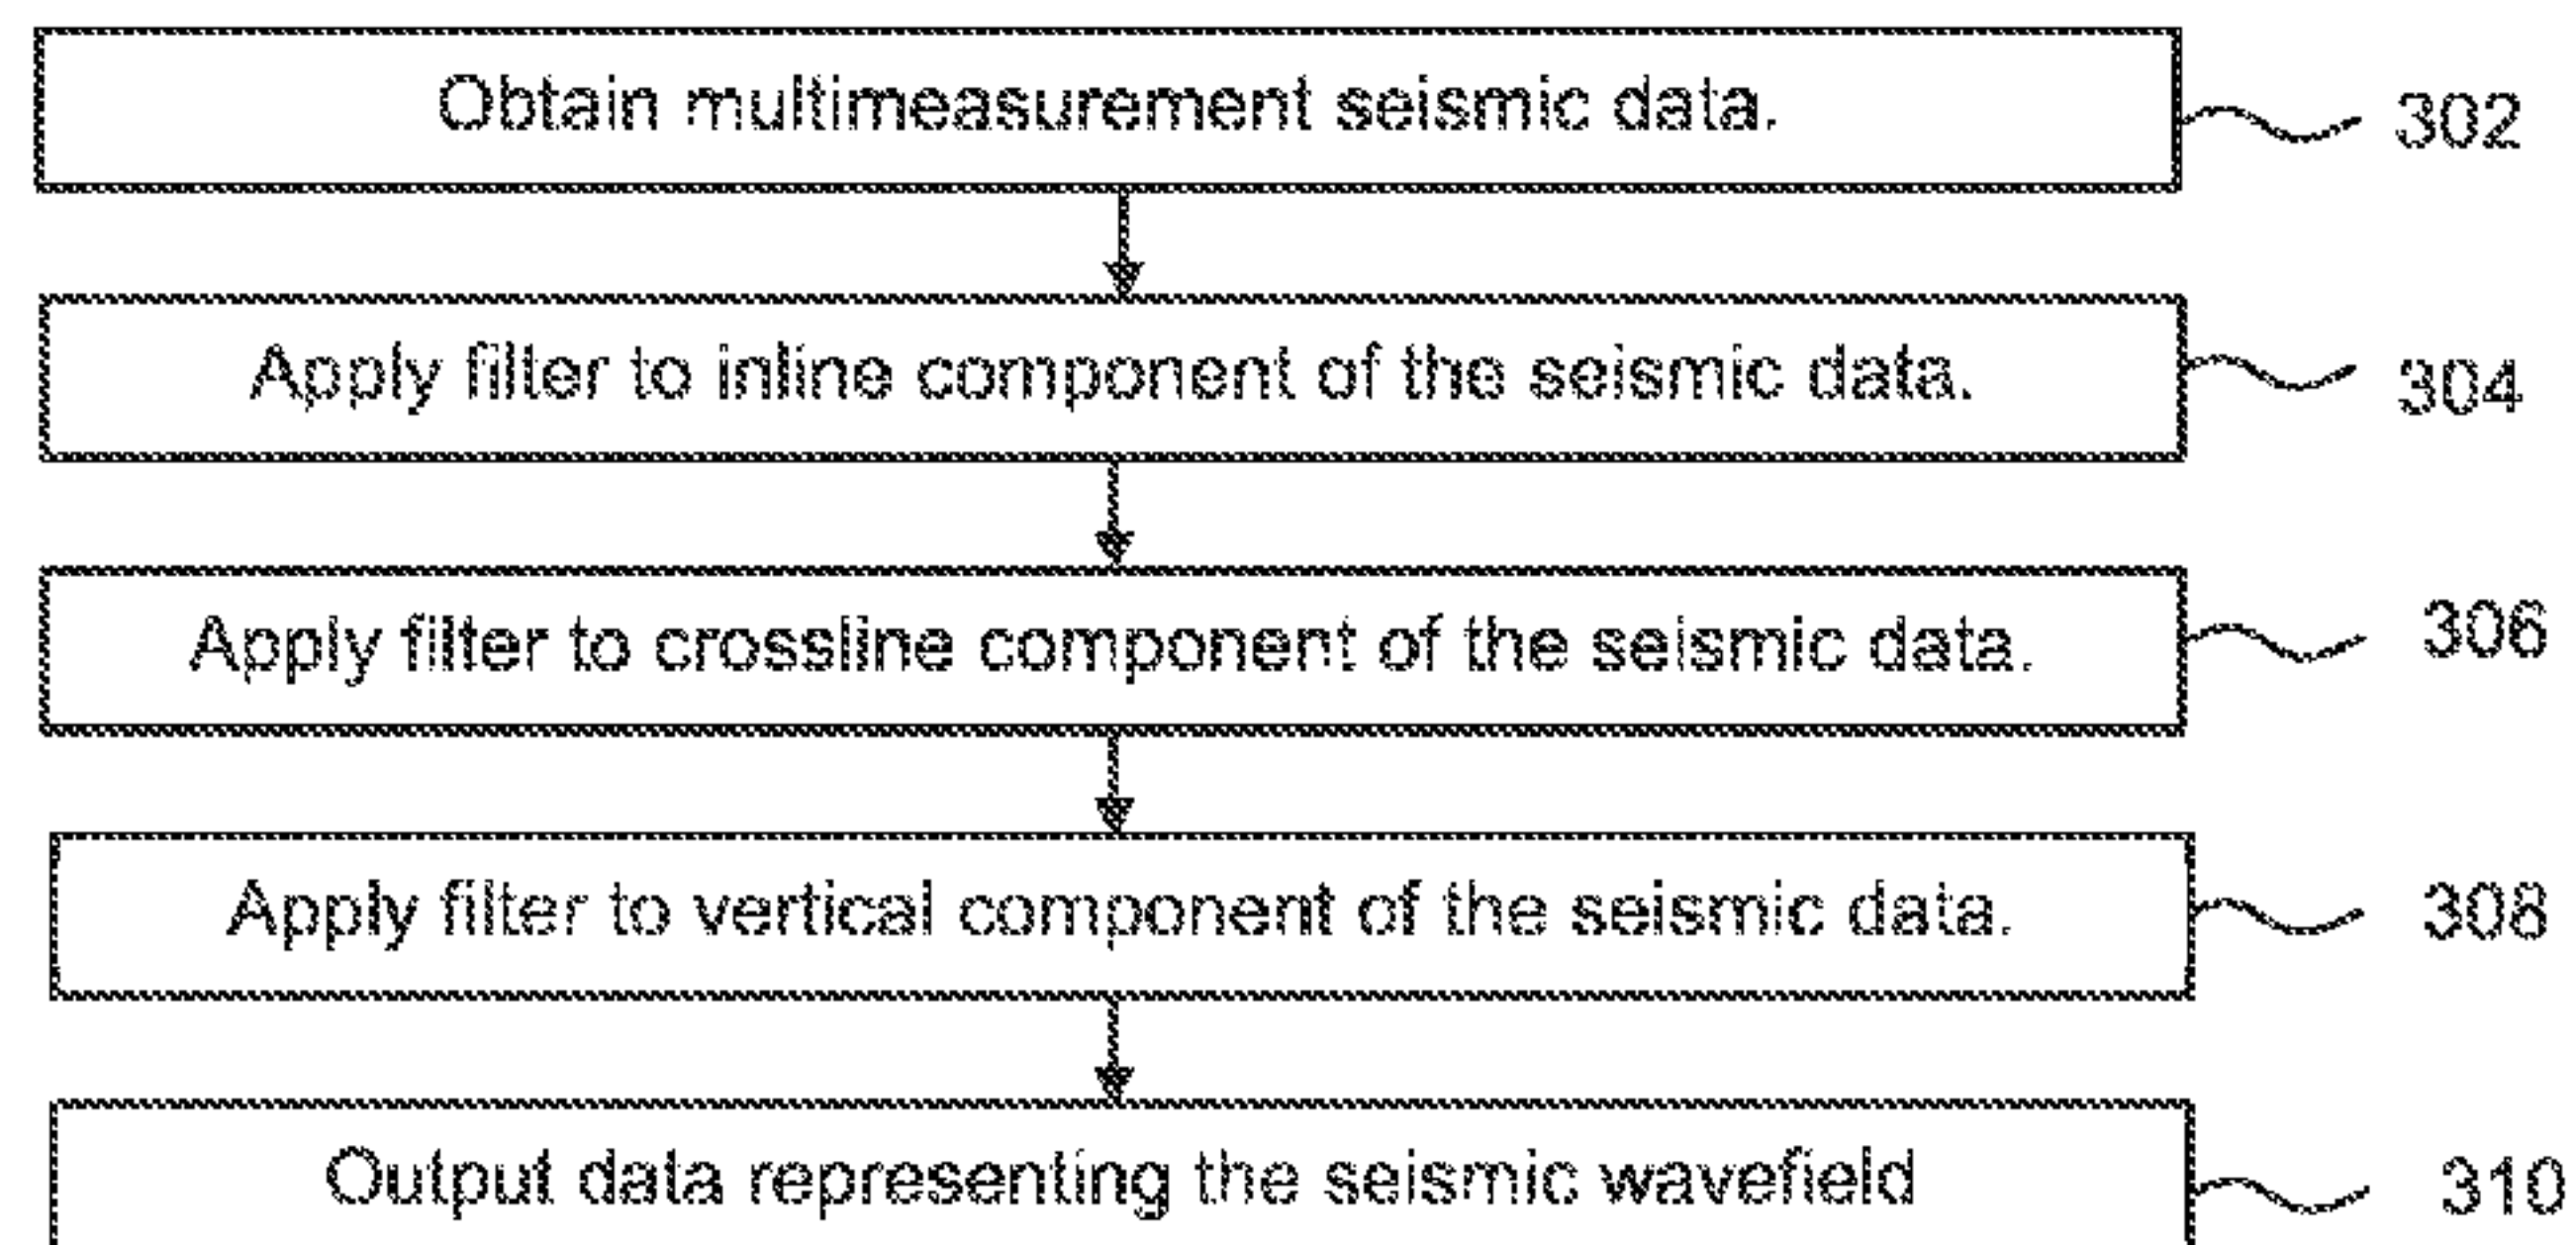 Obtain multimeasurement seismic data.
302
Apply filter to inline component of the seismic data.
304
Apply filter to crossline component of the seismic data.
306
Apply filter to vertical component of the seismic data.
308
Output data representing the seismic wavefield
310